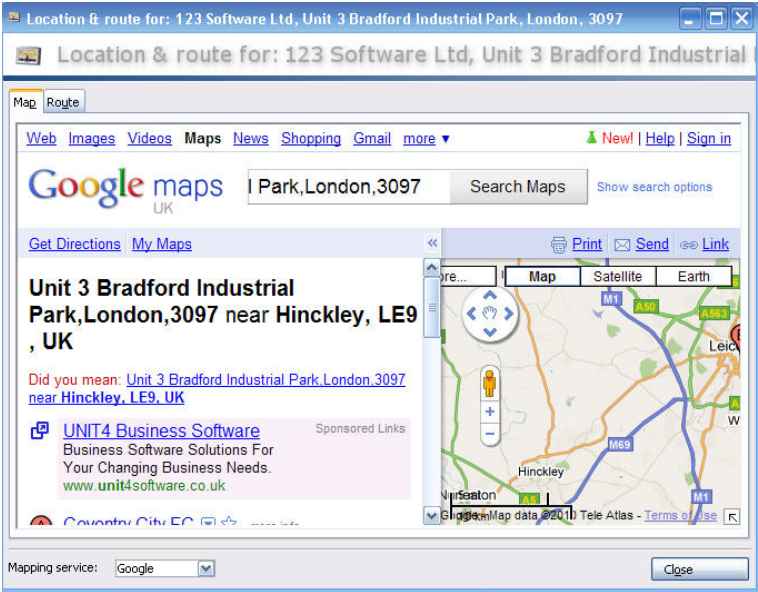 Location & route for: 123 Software Ltd, Unit 3 Bradford Industrial Park, London, 3097
Location & route for: 123 Software Ltd, Unit 3 Bradford Industrial
Map Route
Web Images Videos Maps News Shopping Gmail more ▼ New! | Help | Sign in
Google maps
UK
l Park,London,3097 Search Maps Show search options
Get Directions My Maps « Print Send Link
Unit 3 Bradford Industrial
Park,London,3097 near Hinckley, LE9
, UK
Did you mean: Unit 3 Bradford Industrial Park,London,3097
near Hinckley, LE9, UK
UNIT4 Business Software Sponsored Links
Business Software Solutions For
Your Changing Business Needs.
www.unit4software.co.uk
Coventry City FC more info
ore... Map Satellite Earth
M1 A50 A563
Leic
W
M69
Hinckley
Nuneaton A5 M1
Map data ©2010 Tele Atlas - Terms of Use
Mapping service: Google Close